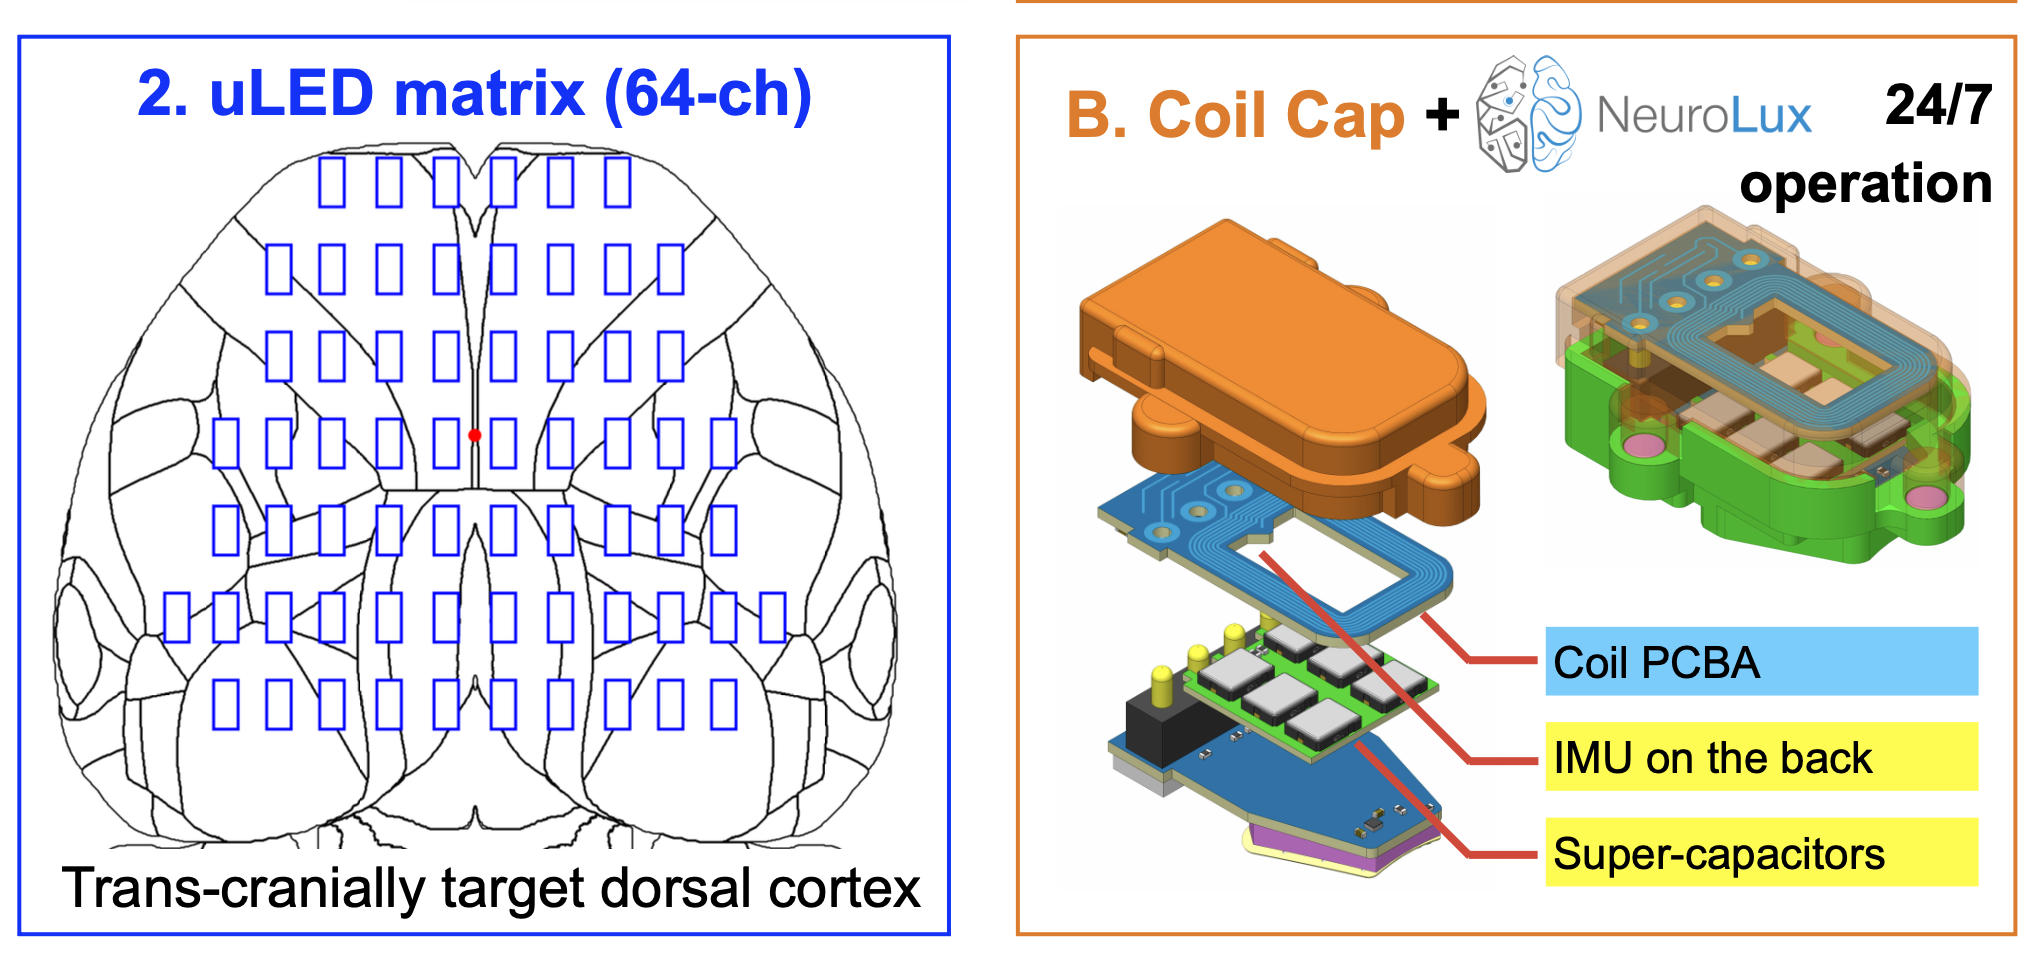 2. uLED matrix (64-ch)
Trans-cranially target dorsal cortex
B. Coil Cap + NeuroLux
24/7
operation
Coil PCBA
IMU on the back
Super-capacitors